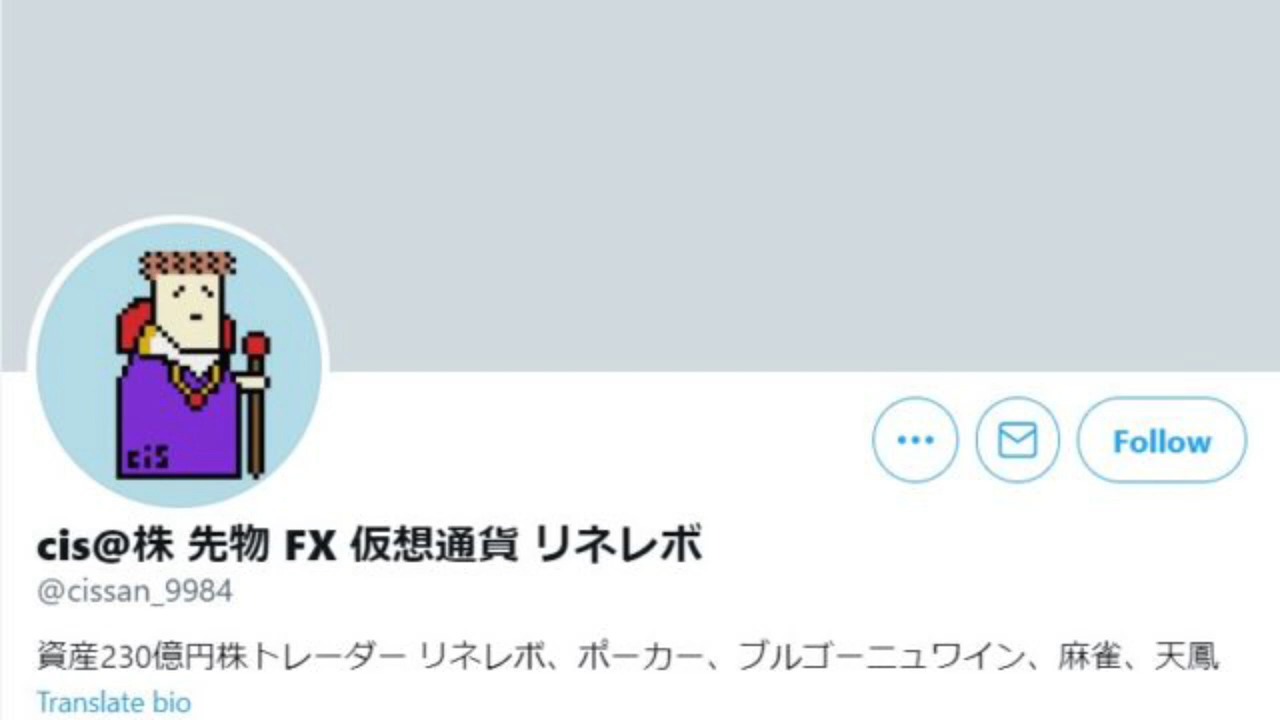 cis
cis@株 先物 FX 仮想通貨 リネレボ
@cissan_9984
資産230億円株トレーダー リネレボ、ポーカー、ブルゴーニュワイン、麻雀、天鳳
Translate bio
Follow